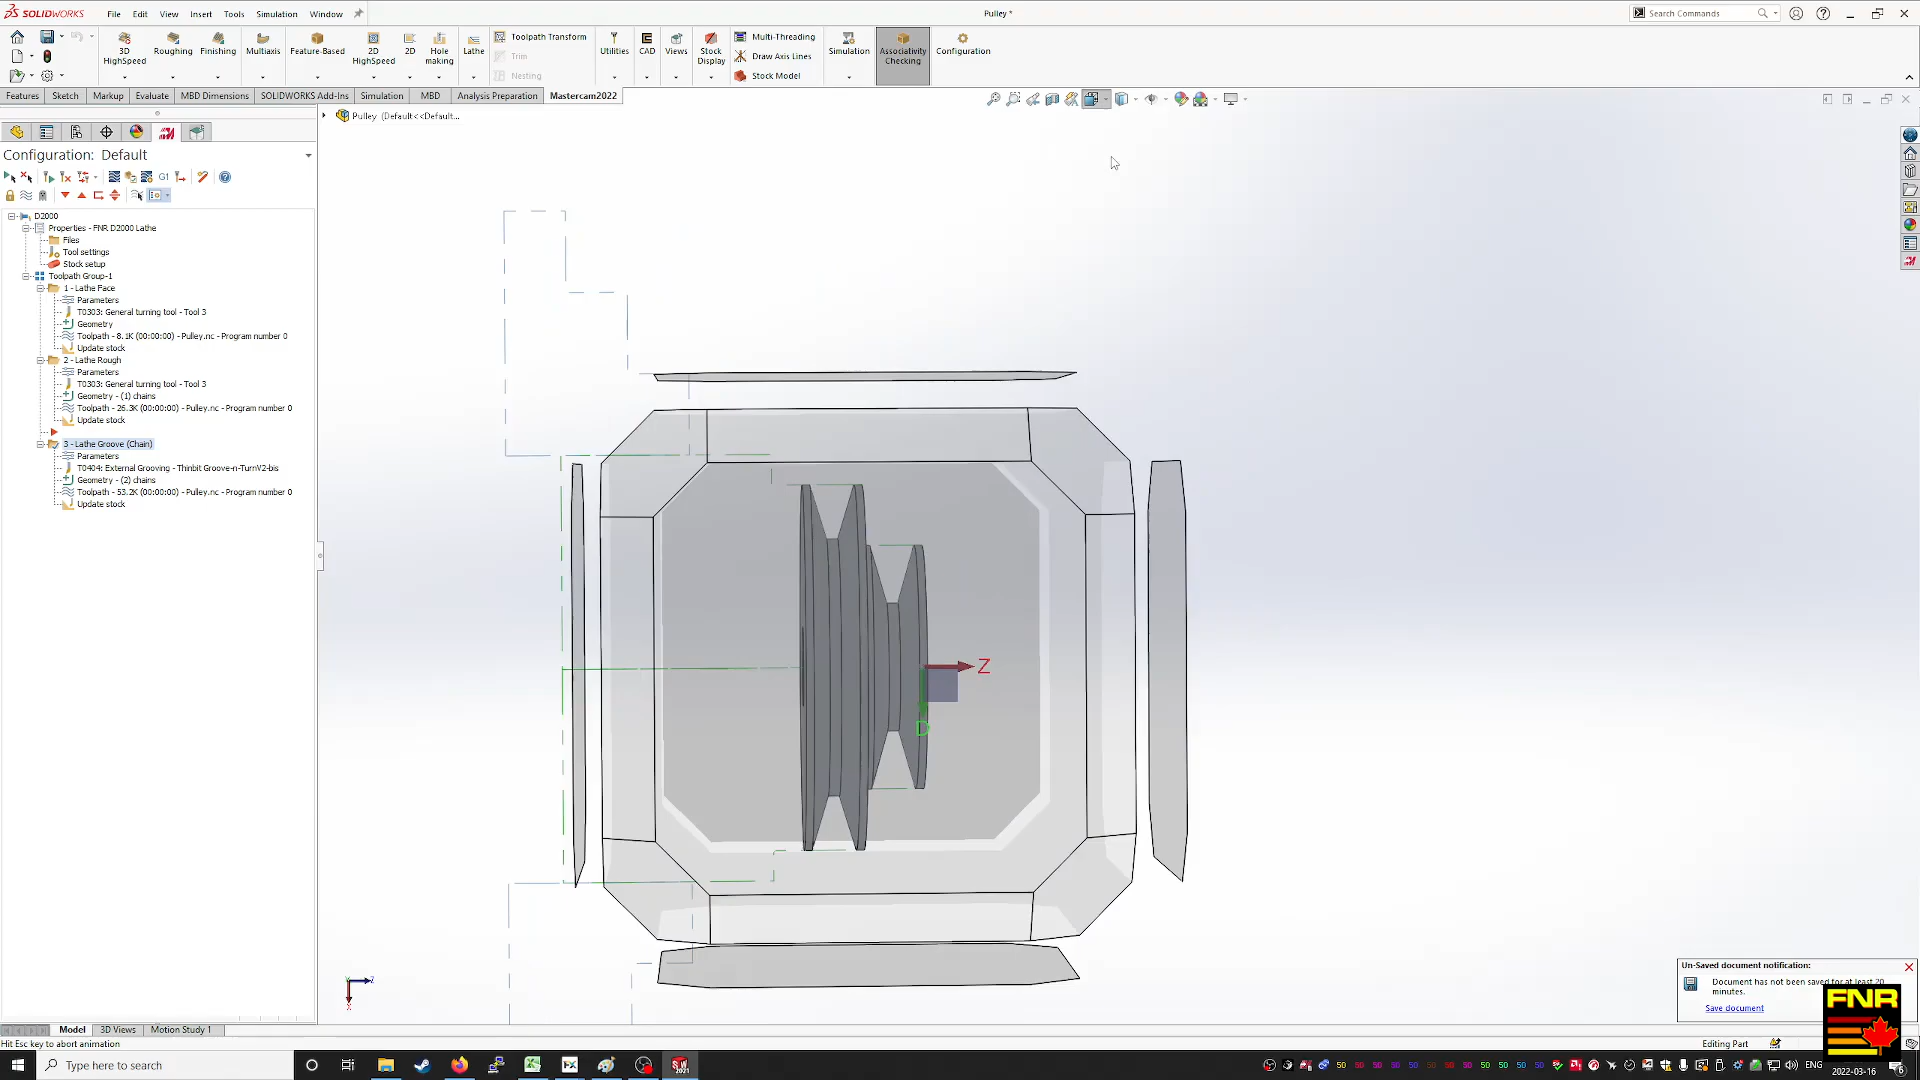 SOLIDWORKS File Edit View Insert Tools Simulation Window Pulley * Search Commands
3D HighSpeed Roughing Finishing Multiaxis Feature-Based 2D HighSpeed 2D Hole making Lathe Toolpath Transform Utilities CAD Views Stock Display Multi-Threading Simulation Associativity Checking Configuration
Trim Draw Axis Lines
Nesting Stock Model
Features Sketch Markup Evaluate MBD Dimensions SOLIDWORKS Add-Ins Simulation MBD Analysis Preparation Mastercam2022
Pulley (Default<<Default...
Configuration: Default
G1
D2000
Properties - FNR D2000 Lathe
Files
Tool settings
Stock setup
Toolpath Group-1
1 - Lathe Face
Parameters
T0303: General turning tool - Tool 3
Geometry
Toolpath - 8.1K (00:00:00) - Pulley.nc - Program number 0
Update stock
2 - Lathe Rough
Parameters
T0303: General turning tool - Tool 3
Geometry - (1) chains
Toolpath - 26.3K (00:00:00) - Pulley.nc - Program number 0
Update stock
3 - Lathe Groove (Chain)
Parameters
T0404: External Grooving - Thinbit Groove-n-TurnV2-bis
Geometry - (2) chains
Toolpath - 53.2K (00:00:00) - Pulley.nc - Program number 0
Update stock
Z
D
Un-Saved document notification:
Document has not been saved for at least 20
minutes.
Save document
FNR
Model 3D Views Motion Study 1
Hit Esc key to abort animation Editing Part
Type here to search ENG
2022-03-16